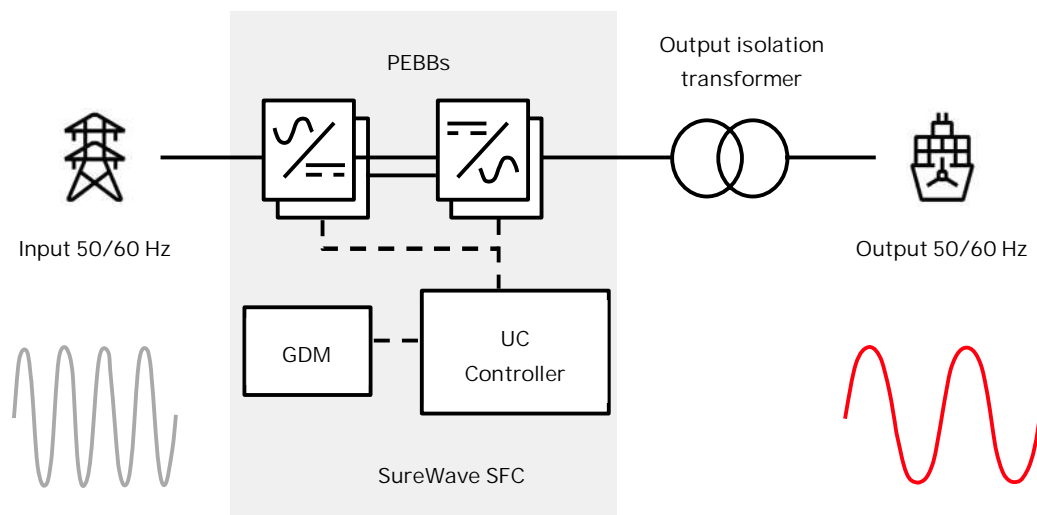 PEBBs
Output isolation
transformer
Input 50/60 Hz
Output 50/60 Hz
GDM
UC
Controller
SureWave SFC